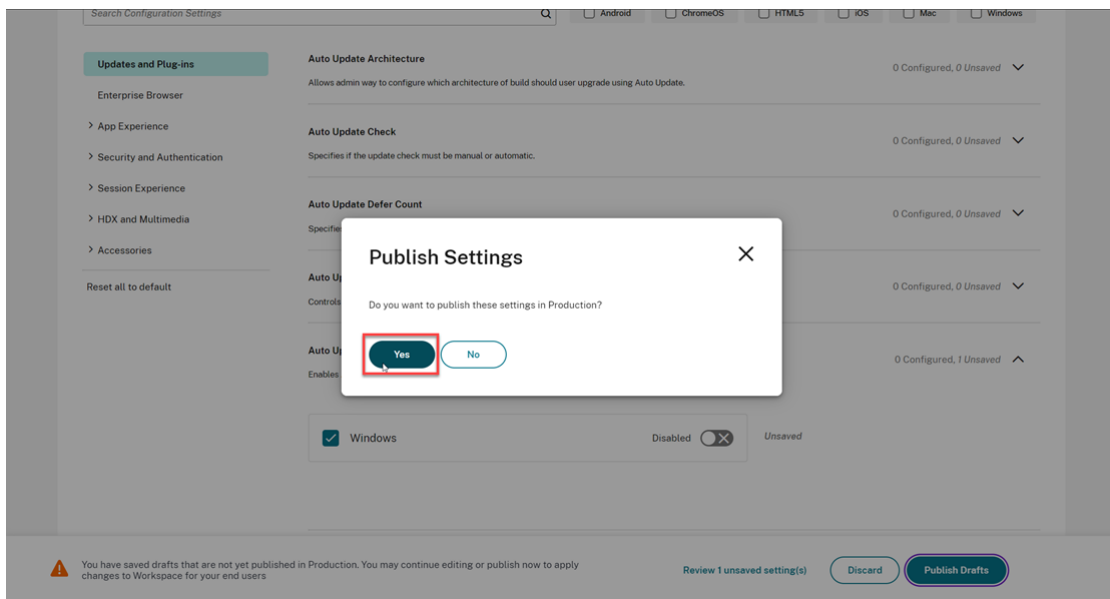 Search Configuration Settings
Android
ChromeOS
HTML5
iOS
Mac
Windows
Updates and Plug-ins
Enterprise Browser
App Experience
Security and Authentication
Session Experience
HDX and Multimedia
Accessories
Reset all to default
Auto Update Architecture
0 Configured, 0 Unsaved
Allows admin way to configure which architecture of build should user upgrade using Auto Update.
Auto Update Check
0 Configured, 0 Unsaved
Specifies if the update check must be manual or automatic.
Auto Update Defer Count
0 Configured, 0 Unsaved
Specifie
Auto U
0 Configured, 0 Unsaved
Controls
Auto U
0 Configured, 1 Unsaved
Enables
Publish Settings
Do you want to publish these settings in Production?
Yes
No
Windows
Disabled
Unsaved
You have saved drafts that are not yet published in Production. You may continue editing or publish now to apply
changes to Workspace for your end users
Review 1 unsaved setting(s)
Discard
Publish Drafts